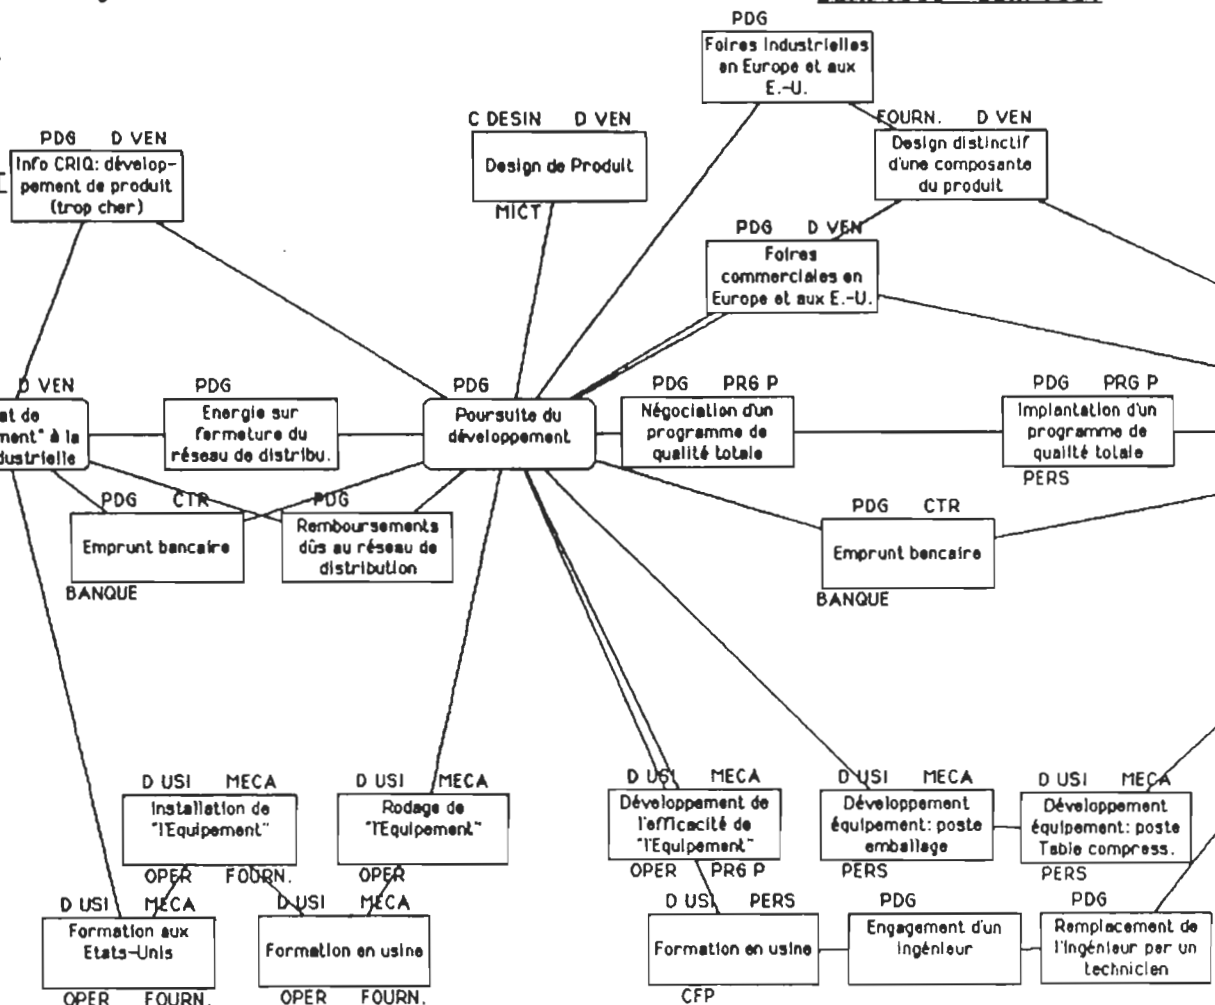 PDG
Foires Industrielles
en Europe et aux
E.-U.
C DESIN D VEN
Design de Produit
MICT
FOURN. D VEN
Design distinctif
d'une composante
du produit
PDG D VEN
Info CRIQ: dévelop-
pement de produit
(trop cher)
PDG D VEN
Foires
commerciales en
Europe et aux E.-U.
D VEN
at de
ment" à la
dustrielle
PDG
Energie sur
fermeture du
réseau de distribu.
PDG
Poursuite du
développement
PDG PRG P
Négociation d'un
programme de
qualité totale
PDG PRG P
Implantation d'un
programme de
qualité totale
PERS
PDG CTR
Emprunt bancaire
BANQUE
PDG
Remboursements
dûs au réseau de
distribution
PDG CTR
Emprunt bancaire
BANQUE
D USI MECA
Installation de
"l'Equipement"
OPER FOURN.
D USI MECA
Rodage de
"l'Equipement"
OPER
D USI MECA
Développement de
l'efficacité de
"l'Equipement"
OPER PRG P
D USI MECA
Développement
équipement: poste
emballage
PERS
D USI MECA
Développement
équipement: poste
Table compress.
PERS
D USI MECA
Formation aux
Etats-Unis
OPER FOURN.
D USI MECA
Formation en usine
OPER FOURN.
D USI PERS
Formation en usine
CFP
PDG
Engagement d'un
Ingénieur
PDG
Remplacement de
l'Ingénieur par un
technicien